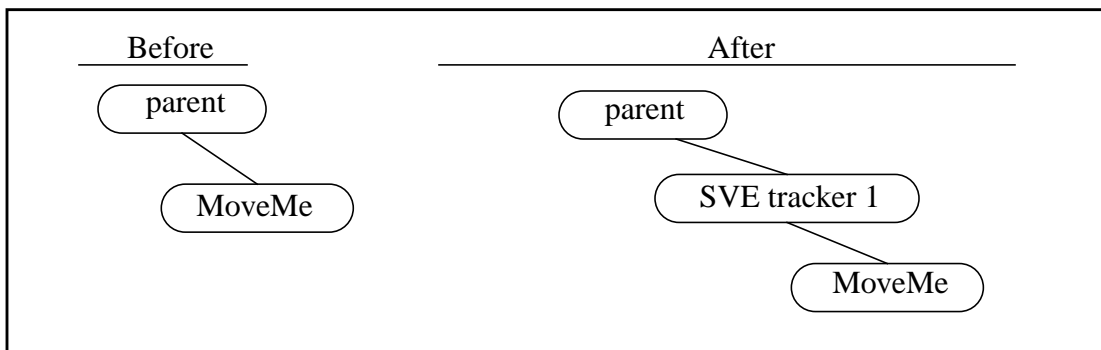 Before
parent
MoveMe
After
parent
SVE tracker 1
MoveMe